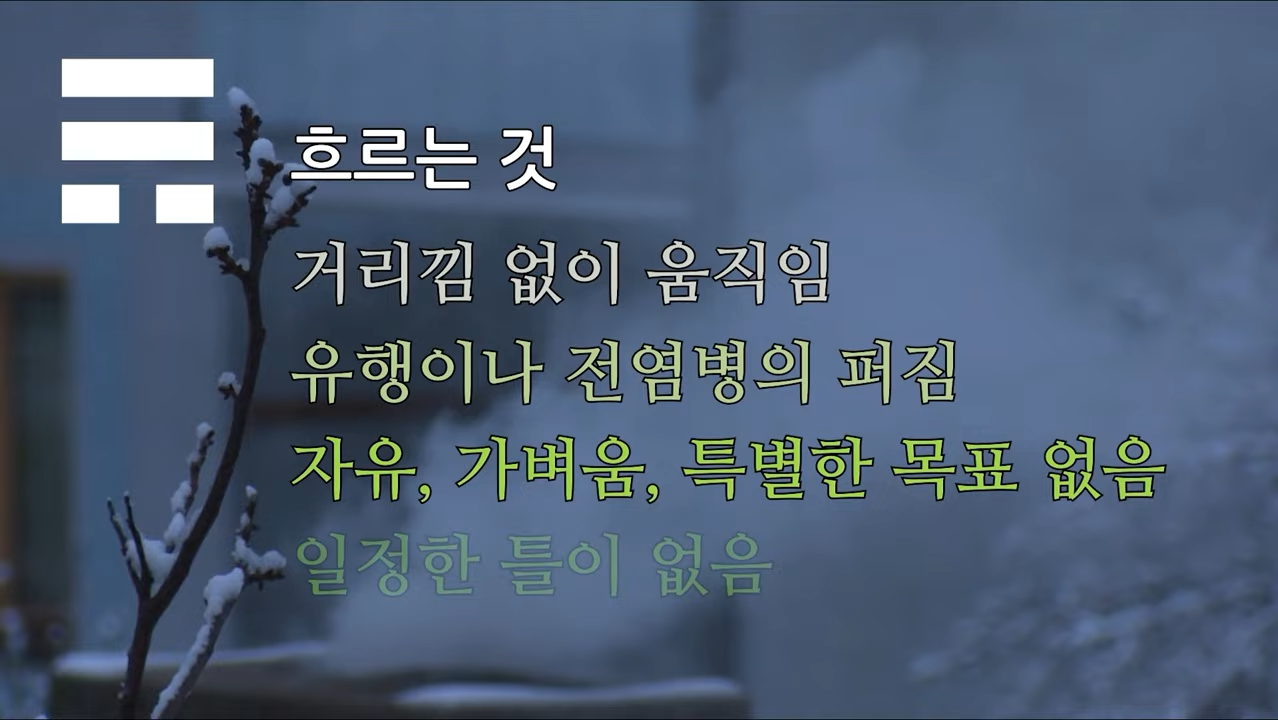 흐르는 것
거리낌 없이 움직임
유행이나 전염병의 퍼짐
자유, 가벼움, 특별한 목표 없음
일정한 틀이 없음